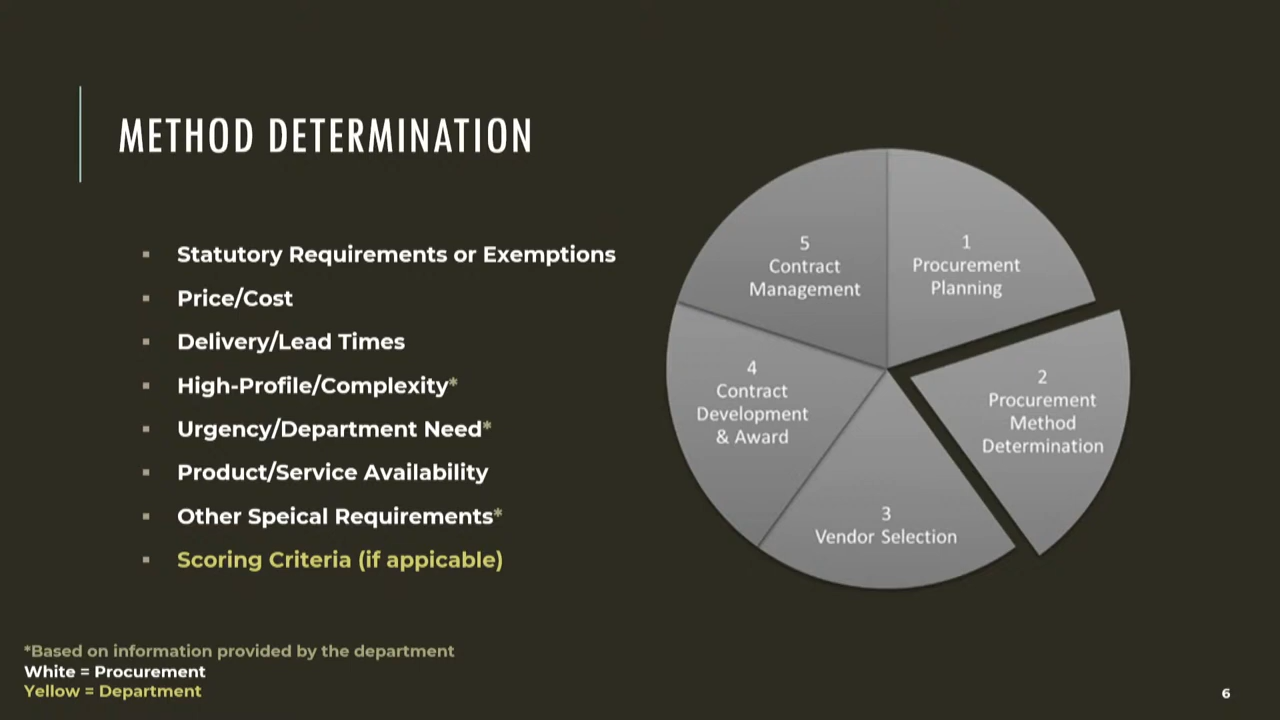 METHOD DETERMINATION
▪ Statutory Requirements or Exemptions
▪ Price/Cost
▪ Delivery/Lead Times
▪ High-Profile/Complexity*
▪ Urgency/Department Need*
▪ Product/Service Availability
▪ Other Speical Requirements*
▪ Scoring Criteria (if appicable)
5
Contract
Management
1
Procurement
Planning
2
Procurement
Method
Determination
4
Contract
Development
& Award
3
Vendor Selection
*Based on information provided by the department
White = Procurement
Yellow = Department
6